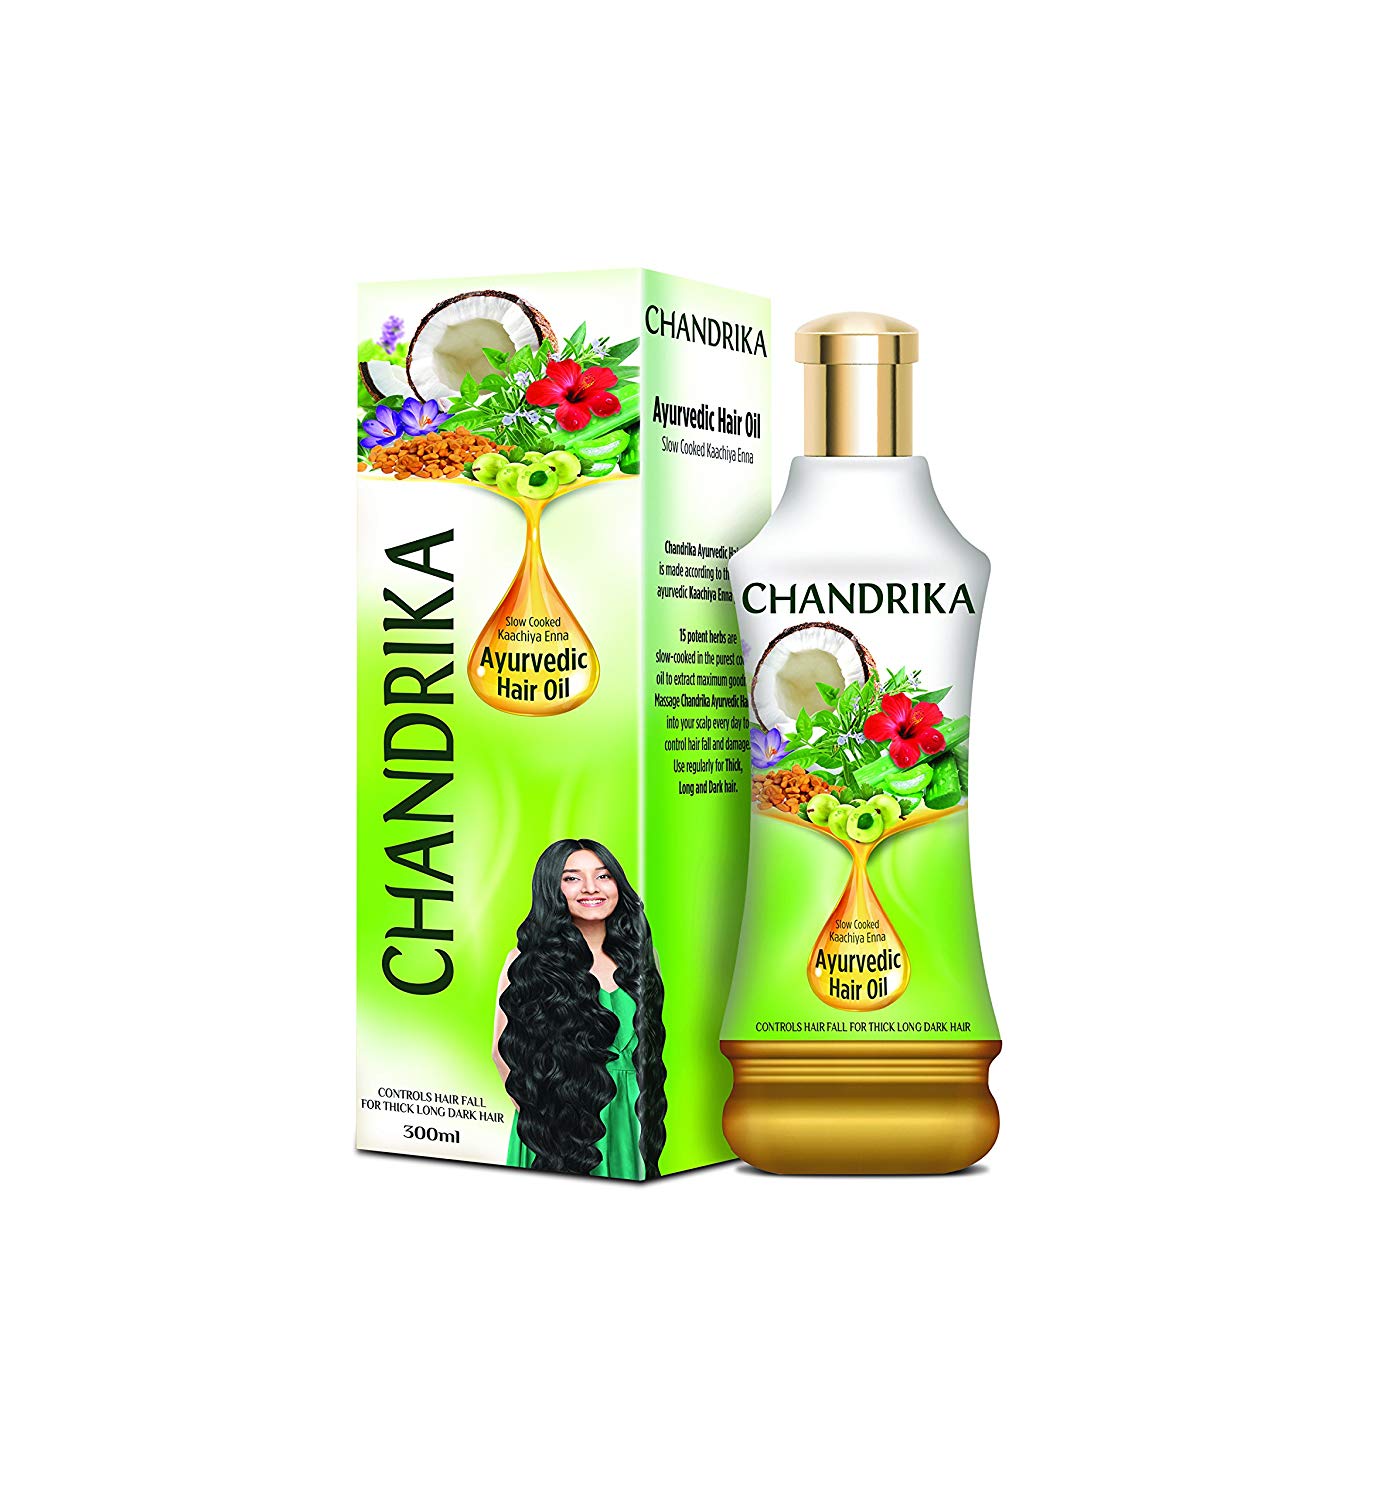 CHANDRIKA
Slow Cooked
Kaachiya Enna
Ayurvedic
Hair Oil
CONTROLS HAIR FALL
FOR THICK LONG DARK HAIR
300ml
CHANDRIKA
Ayurvedic Hair Oil
Slow Cooked Kaachiya Enna
Chandrika Ayurvedic
is made according to
ayurvedic Kaachiya Enna
15 potent herbs are
slow-cooked in the purest
oil to extract maximum
Massage Chandrika Ayurvedic
into your scalp every day to
control hair fall and damage
Use regularly for Thick,
Long and Dark hair.
CHANDRIKA
Slow Cooked
Kaachiya Enna
Ayurvedic
Hair Oil
CONTROLS HAIR FALL FOR THICK LONG DARK HAIR